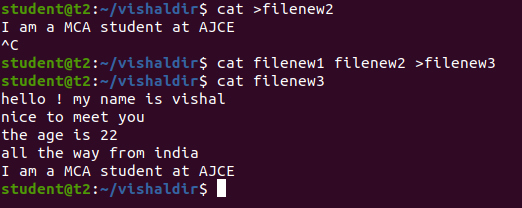 student@t2:~/vishaldir$ cat >filenew2
I am a MCA student at AJCE
^C
student@t2:~/vishaldir$ cat filenew1 filenew2 >filenew3
student@t2:~/vishaldir$ cat filenew3
hello ! my name is vishal
nice to meet you
the age is 22
all the way from india
I am a MCA student at AJCE
student@t2:~/vishaldir$